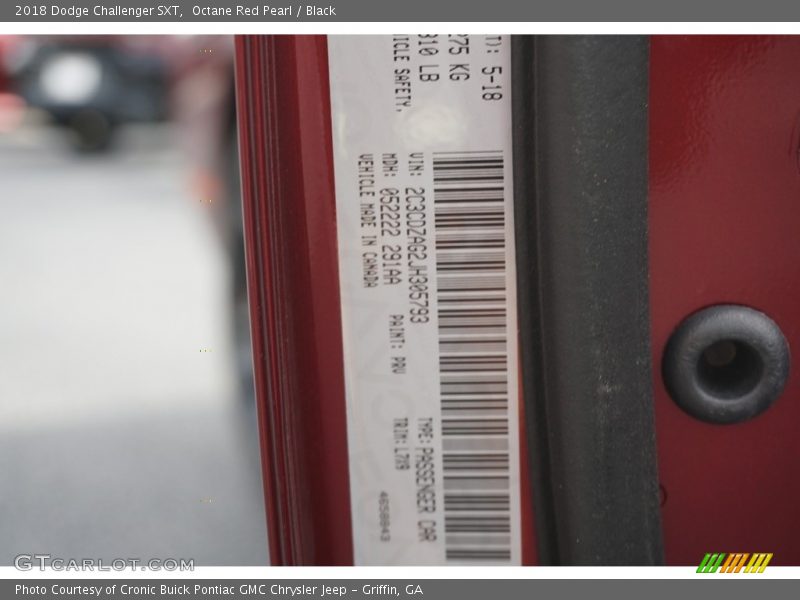 2018 Dodge Challenger SXT,  Octane Red Pearl / Black
T): 5-18
275 KG
310 LB
ICLE SAFETY,
VIN: 2C3CDZAG2JH305793
TYPE: PASSENGER CAR
MDH: 052222 291AA
PAINT: PRV
TRIM: L7X9
VEHICLE MADE IN CANADA
4658843
GTcarlot.com
Photo Courtesy of Cronic Buick Pontiac GMC Chrysler Jeep – Griffin, GA